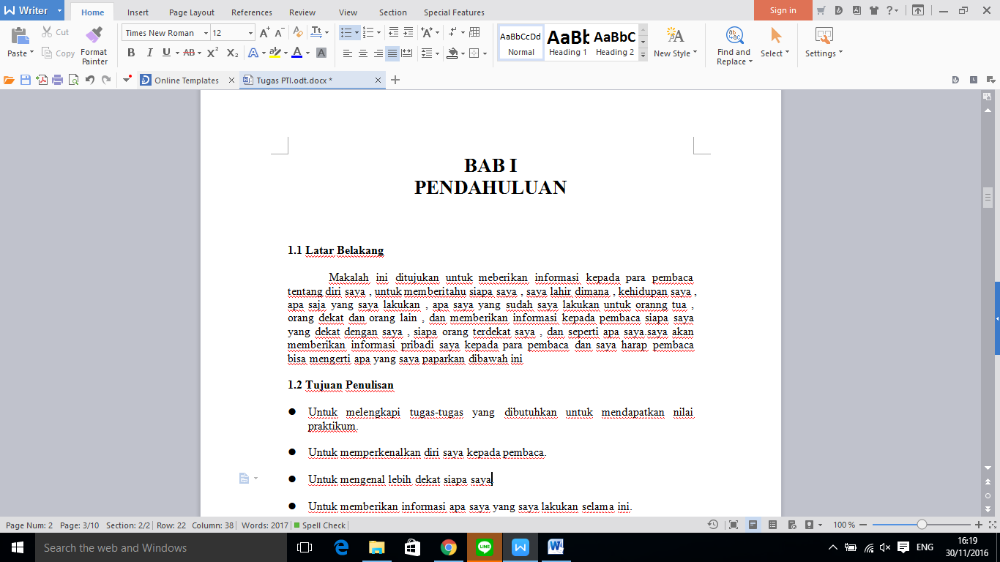 Writer
Home
Insert
Page Layout
References
Review
View
Section
Special Features
Sign in
Paste
Cut
Copy
Format
Painter
Times New Roman
12
AaBbCcDd
Normal
AaBb
Heading 1
AaBbC
Heading 2
New Style
Find and
Replace
Select
Settings
Online Templates
Tugas PTI.odt.docx *
BAB I
PENDAHULUAN
1.1 Latar Belakang
Makalah ini ditujukan untuk meberikan informasi kepada para pembaca
tentang diri saya , untuk memberitahu siapa saya , saya lahir dimana , kehidupan saya ,
apa saja yang saya lakukan , apa saya yang sudah saya lakukan untuk oranng tua ,
orang dekat dan orang lain , dan memberikan informasi kepada pembaca siapa saya
yang dekat dengan saya , siapa orang terdekat saya , dan seperti apa saya.saya akan
memberikan informasi pribadi saya kepada para pembaca dan saya harap pembaca
bisa mengerti apa yang saya paparkan dibawah ini
1.2 Tujuan Penulisan
● Untuk melengkapi tugas-tugas yang dibutuhkan untuk mendapatkan nilai
praktikum.
● Untuk memperkenalkan diri saya kepada pembaca.
● Untuk mengenal lebih dekat siapa saya
● Untuk memberikan informasi apa saya yang saya lakukan selama ini.
Page Num: 2 Page: 3/10 Section: 2/2 Row: 22 Column: 38 Words: 2017 Spell Check
100 %
Search the web and Windows
ENG
16:19
30/11/2016